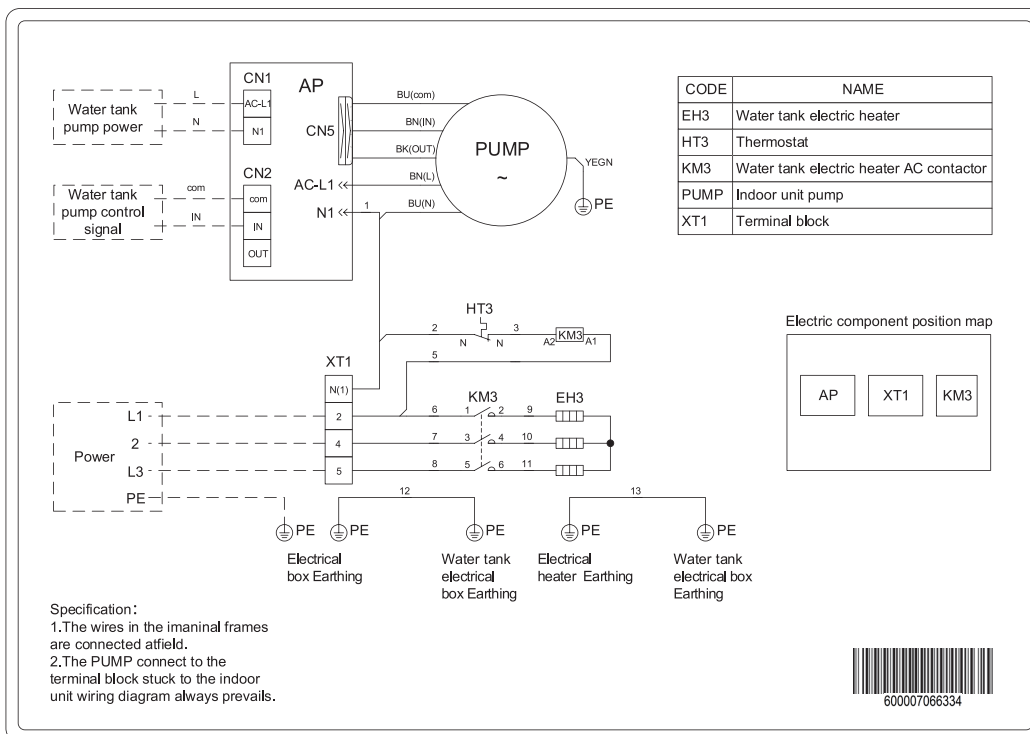 CN1
AP
L
AC-L1
BU(com)
Water tank
pump power
N
N1
CN5
BN(IN)
PUMP
~
BK(OUT)
YEGN
CN2
AC-L1
BN(L)
PE
Water tank
pump control
signal
com
com
N1
1
BU(N)
IN
IN
OUT
CODE NAME
EH3 Water tank electric heater
HT3 Thermostat
KM3 Water tank electric heater AC contactor
PUMP Indoor unit pump
XT1 Terminal block
HT3
2
N
N
3
A2
KM3
A1
5
Electric component position map
AP
XT1
KM3
XT1
N(1)
KM3
EH3
Power
L1
2
6
1
2
9
2
4
7
3
4
10
L3
5
8
5
6
11
PE
12
13
PE
PE
PE
PE
PE
Electrical
box Earthing
Water tank
electrical
box Earthing
Electrical
heater Earthing
Water tank
electrical box
Earthing
Specification:
1.The wires in the imaninal frames
are connected atfield.
2.The PUMP connect to the
terminal block stuck to the indoor
unit wiring diagram always prevails.
600007066334